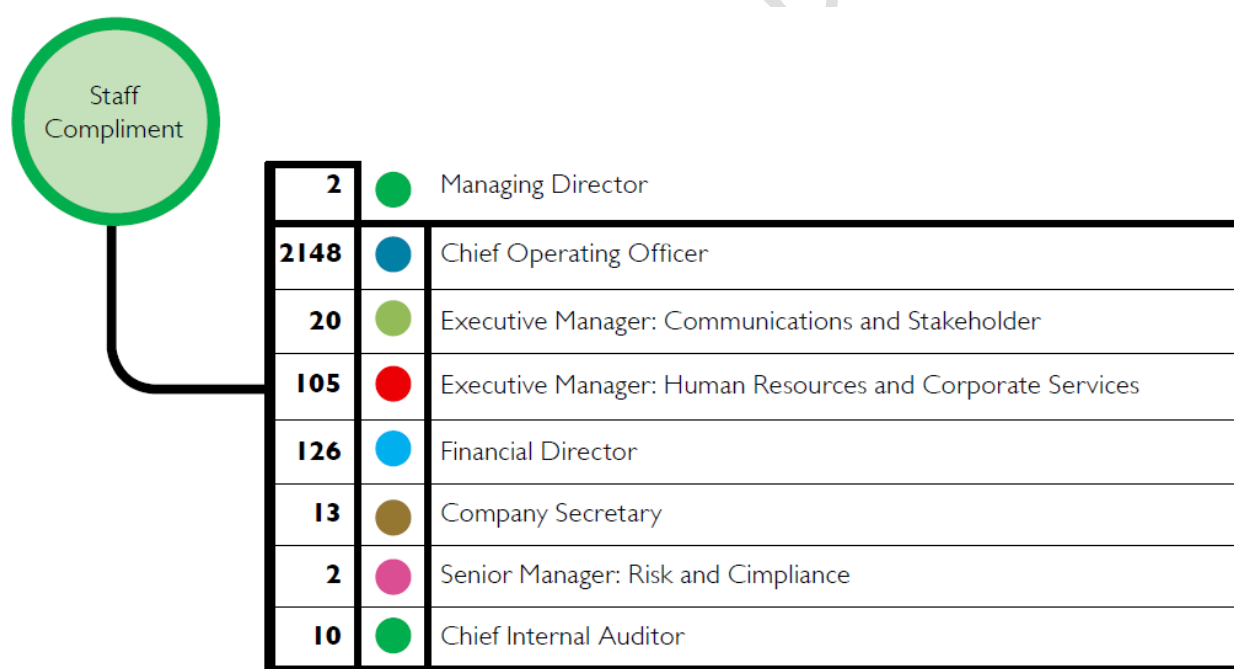 Staff
Compliment
2 Managing Director
2148 Chief Operating Officer
20 Executive Manager: Communications and Stakeholder
105 Executive Manager: Human Resources and Corporate Services
126 Financial Director
13 Company Secretary
2 Senior Manager: Risk and Cimpliance
10 Chief Internal Auditor